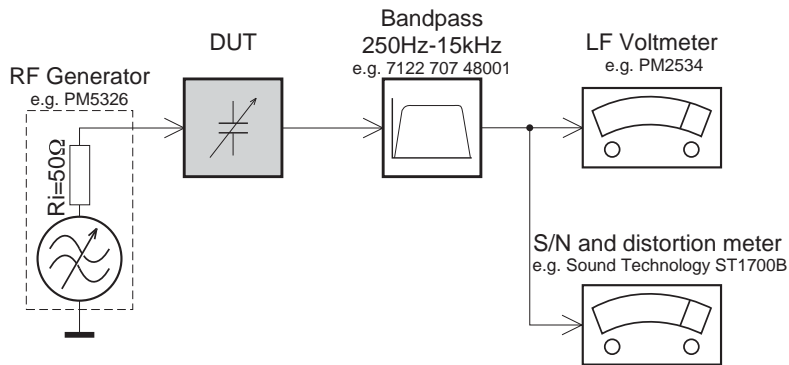 DUT
Bandpass
250Hz-15kHz
e.g. 7122 707 48001
LF Voltmeter
e.g. PM2534
RF Generator
e.g. PM5326
Ri=50Ω
S/N and distortion meter
e.g. Sound Technology ST1700B